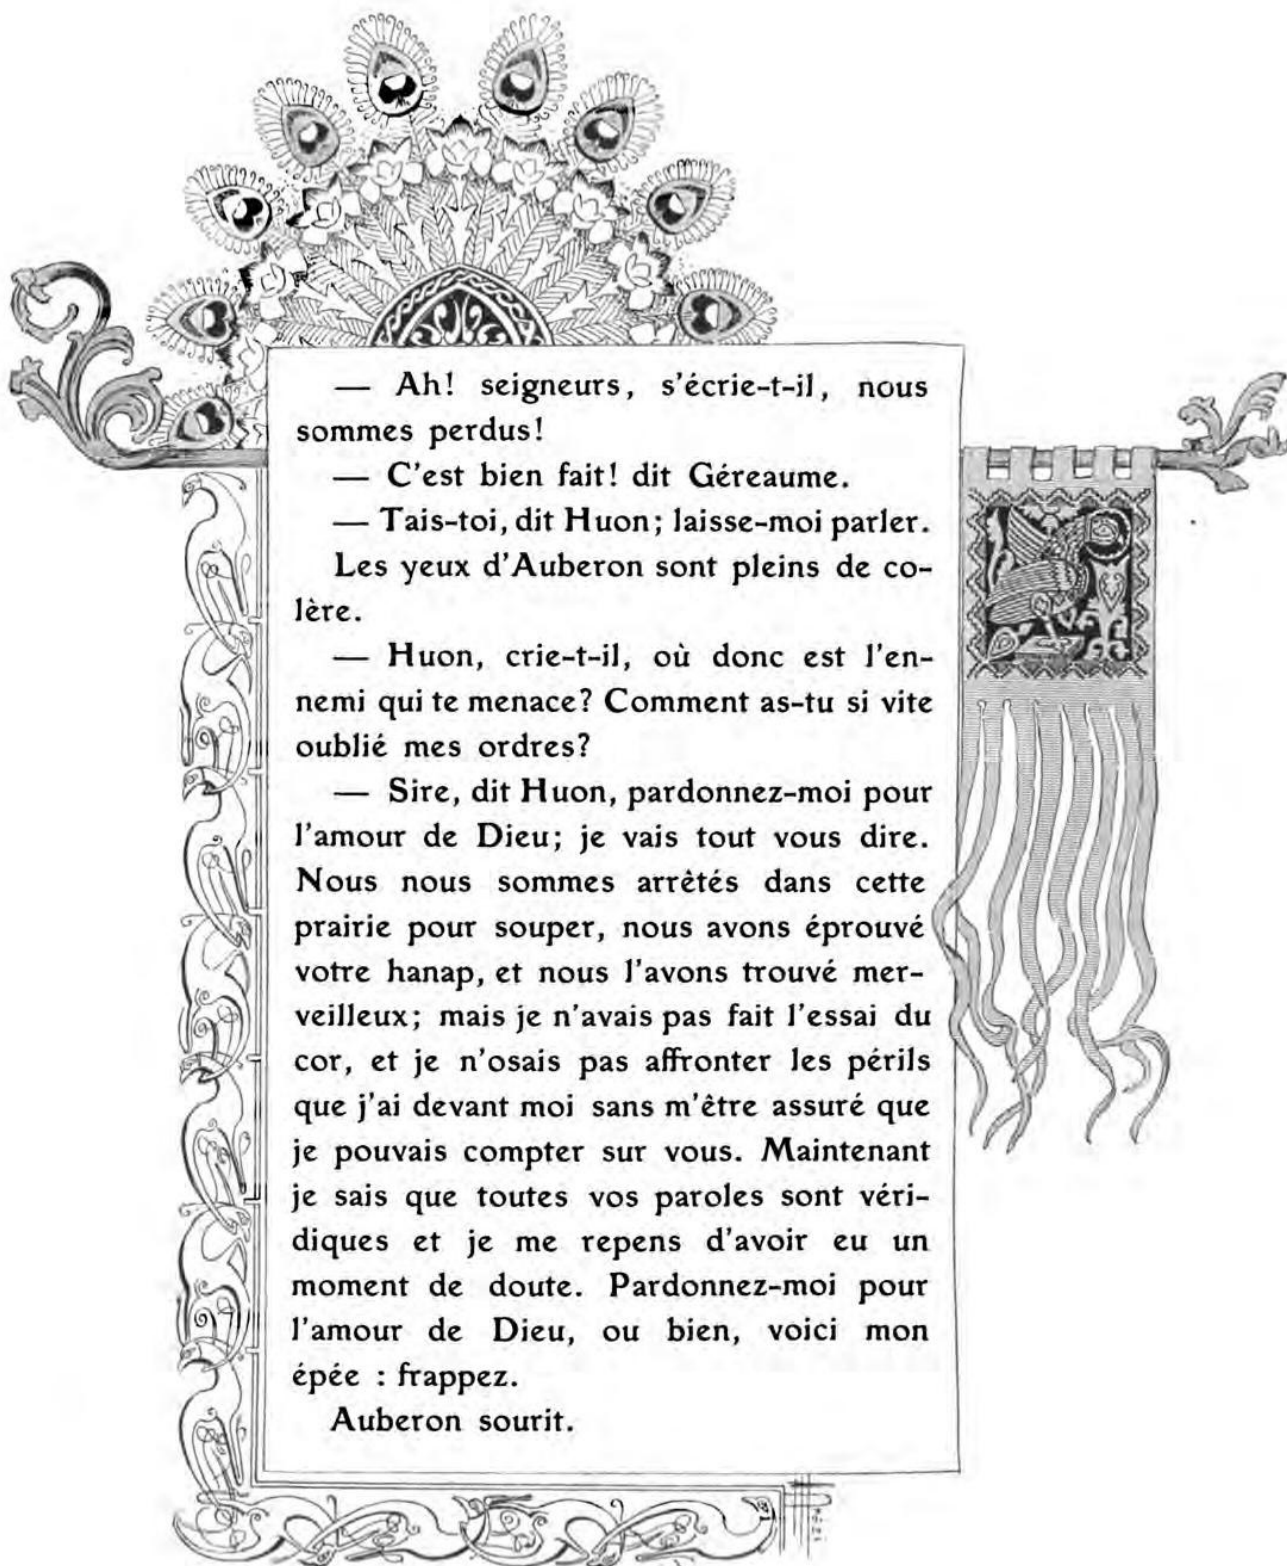 — Ah! seigneurs, s'écrie-t-il, nous
sommes perdus!
— C'est bien fait! dit Géreaume.
— Tais-toi, dit Huon; laisse-moi parler.
Les yeux d'Auberon sont pleins de co-
lère.
— Huon, crie-t-il, où donc est l'en-
nemi qui te menace? Comment as-tu si vite
oublié mes ordres?
— Sire, dit Huon, pardonnez-moi pour
l'amour de Dieu; je vais tout vous dire.
Nous nous sommes arrêtés dans cette
prairie pour souper, nous avons éprouvé
votre hanap, et nous l'avons trouvé mer-
veilleux; mais je n'avais pas fait l'essai du
cor, et je n'osais pas affronter les périls
que j'ai devant moi sans m'être assuré que
je pouvais compter sur vous. Maintenant
je sais que toutes vos paroles sont véri-
diques et je me repens d'avoir eu un
moment de doute. Pardonnez-moi pour
l'amour de Dieu, ou bien, voici mon
épée : frappez.
Auberon sourit.